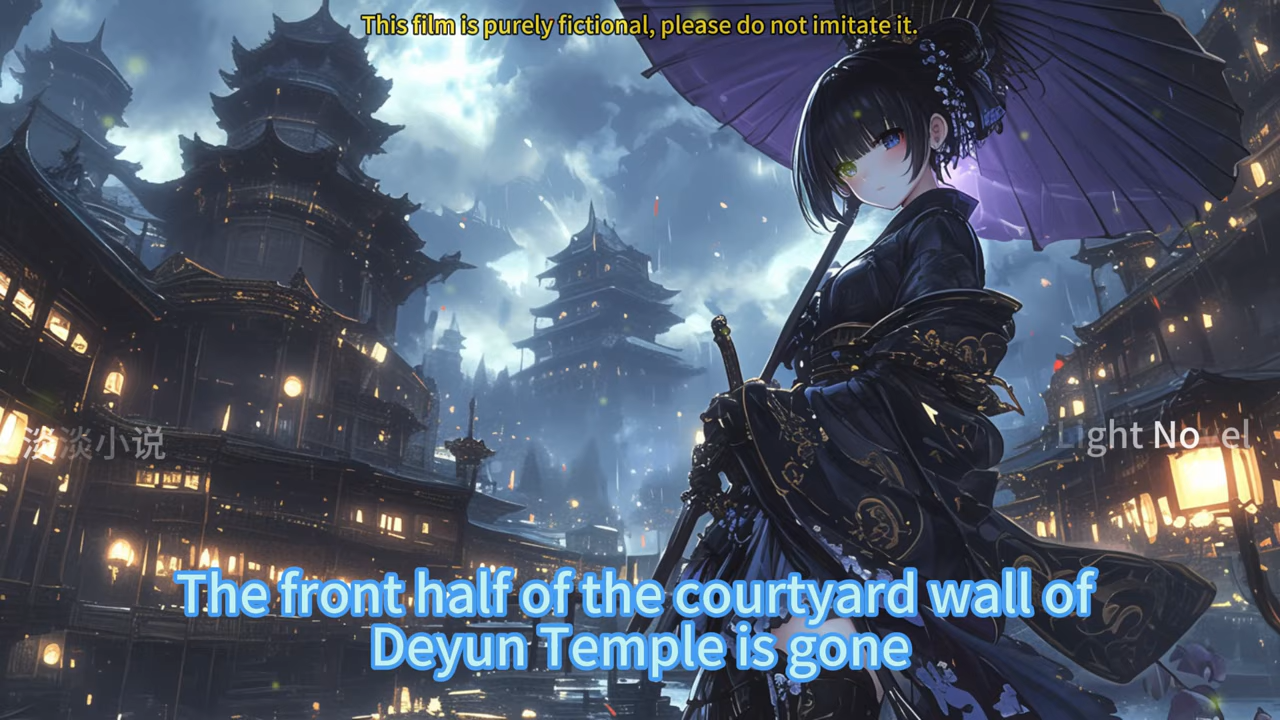 This film is purely fictional, please do not imitate it.
淡淡小说
Light No el
The front half of the courtyard wall of
Deyun Temple is gone